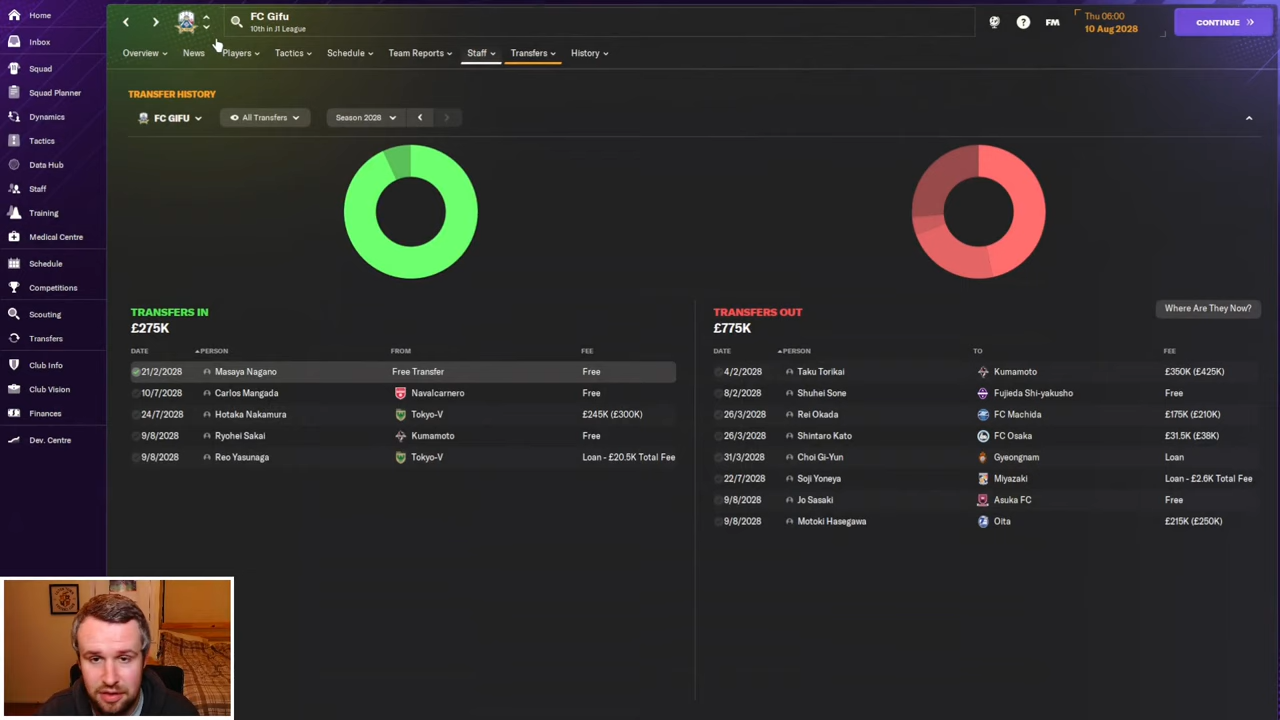 Home
Inbox
Squad
Squad Planner
Dynamics
Tactics
Data Hub
Staff
Training
Medical Centre
Schedule
Competitions
Scouting
Transfers
Club Info
Club Vision
Finances
Dev. Centre
FC Gifu
10th in J1 League
FM
Thu 06:00
10 Aug 2028
CONTINUE
Overview News Players Tactics Schedule Team Reports Staff Transfers History
TRANSFER HISTORY
FC GIFU All Transfers Season 2028
TRANSFERS IN
£275K
DATE PERSON FROM FEE
21/2/2028 Masaya Nagano Free Transfer Free
10/7/2028 Carlos Mangada Navalcarnero Free
24/7/2028 Hotaka Nakamura Tokyo-V £245K (£300K)
9/8/2028 Ryohei Sakai Kumamoto Free
9/8/2028 Reo Yasunaga Tokyo-V Loan - £20.5K Total Fee
TRANSFERS OUT
£775K
Where Are They Now?
DATE PERSON TO FEE
4/2/2028 Taku Torikai Kumamoto £350K (£425K)
8/2/2028 Shuhei Sone Fujieda Shi-yakusho Free
26/3/2028 Rei Okada FC Machida £175K (£210K)
26/3/2028 Shintaro Kato FC Osaka £31.5K (£38K)
31/3/2028 Choi Gi-Yun Gyeongnam Loan
22/7/2028 Soji Yoneya Miyazaki Loan - £2.6K Total Fee
9/8/2028 Jo Sasaki Asuka FC Free
9/8/2028 Motoki Hasegawa Oita £215K (£250K)